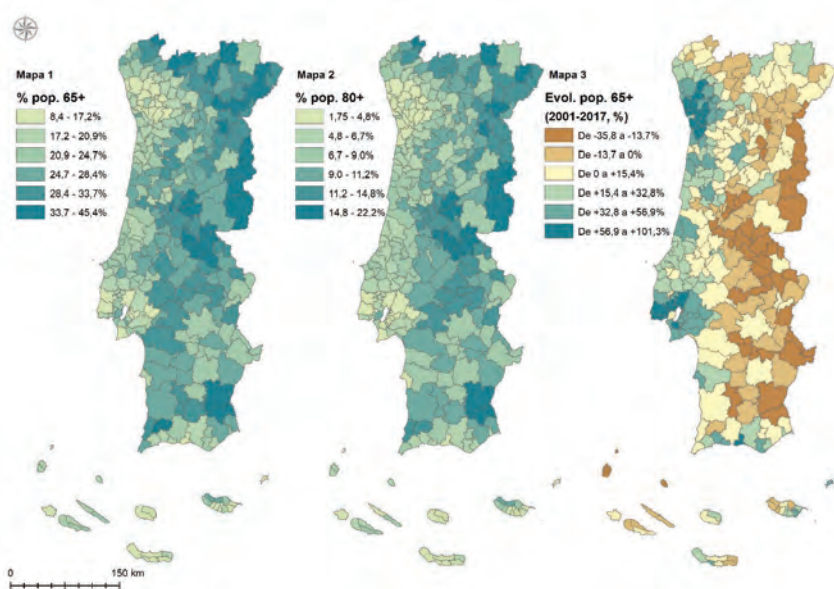 Mapa 1
% pop. 65+
8,4 - 17,2%
17.2 - 20,9%
20,9 - 24,7%
24,7 - 28,4%
28,4 - 33,7%
33,7 - 45,4%
Mapa 2
% pop. 80+
1,75 - 4,8%
4,8 - 6,7%
6,7 - 9.0%
9.0 - 11,2%
11,2 - 14,8%
14,8 - 22.2%
Mapa 3
Evol. pop. 65+
(2001-2017, %)
De -35,8 a -13,7%
De -13,7 a 0%
De 0 a +15,4%
De +15,4 a +32,8%
De +32,8 a +56,9%
De +56,9 a +101,3%
0 150 km